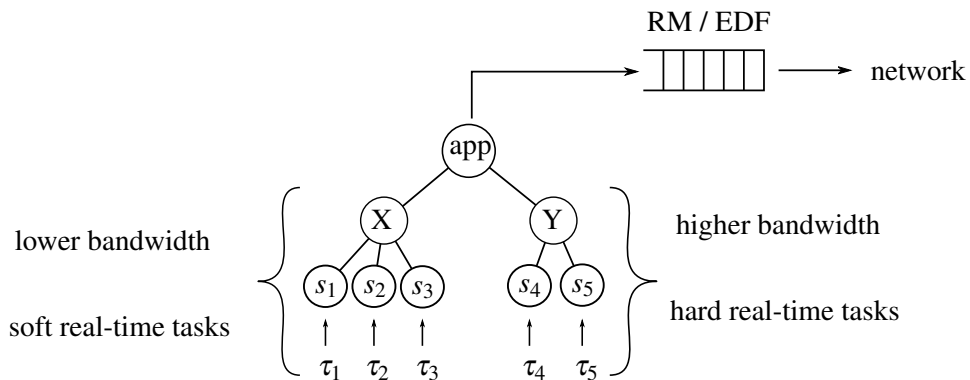 RM / EDF
network
app
X
Y
lower bandwidth
higher bandwidth
s₁ s₂ s₃ s₄ s₅
soft real-time tasks
hard real-time tasks
τ₁ τ₂ τ₃ τ₄ τ₅